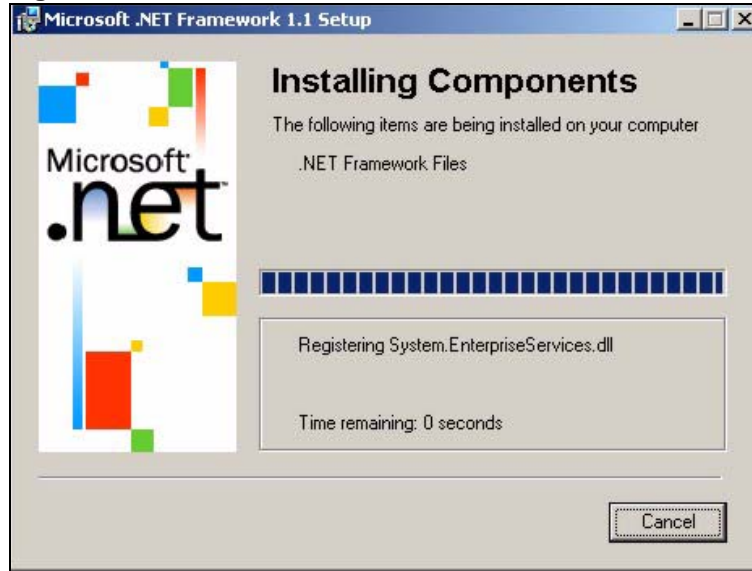 Microsoft .NET Framework 1.1 Setup
Installing Components
The following items are being installed on your computer
.NET Framework Files
Microsoft
.net
Registering System.EnterpriseServices.dll
Time remaining: 0 seconds
Cancel